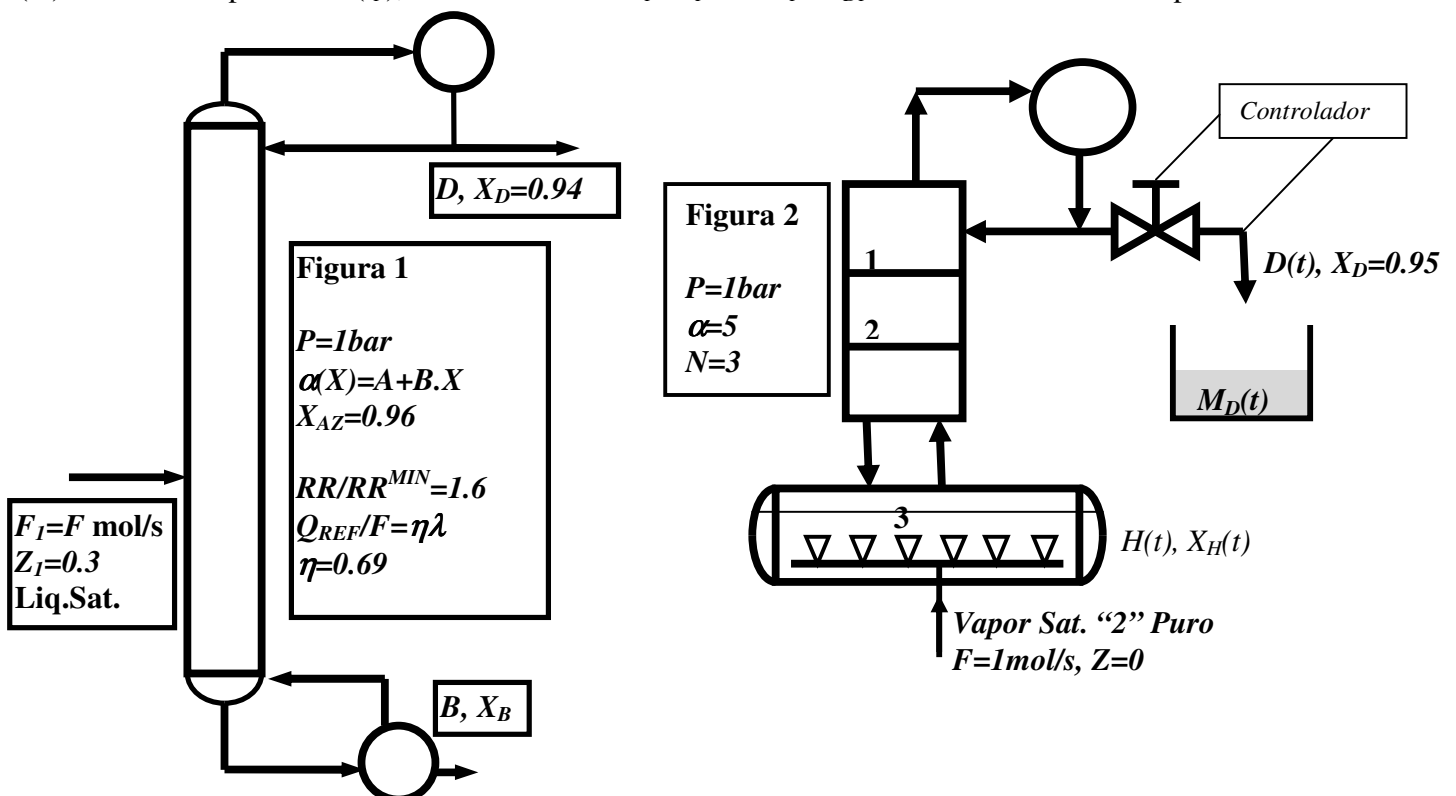 D, X_D=0.94
Figura 1
P=1bar
α(X)=A+B.X
X_AZ=0.96
RR/RR^MIN=1.6
Q_REF/F=ηλ
η=0.69
F_1=F mol/s
Z_1=0.3
Liq.Sat.
B, X_B
Controlador
Figura 2
P=1bar
α=5
N=3
1
2
D(t), X_D=0.95
M_D(t)
3
H(t), X_H(t)
Vapor Sat. “2” Puro
F=1mol/s, Z=0